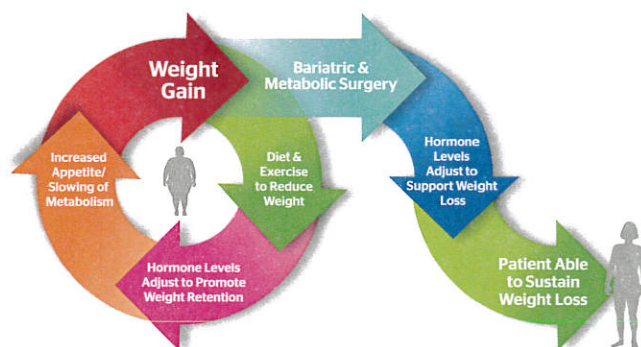 Weight
Gain
Bariatric &
Metabolic Surgery
Diet &
Exercise
to Reduce
Weight
Hormone Levels
Adjust to Promote
Weight Retention
Increased
Appetite/
Slowing of
Metabolism
Hormone
Levels
Adjust to
Support Weight
Loss
Patient Able
to Sustain
Weight Loss